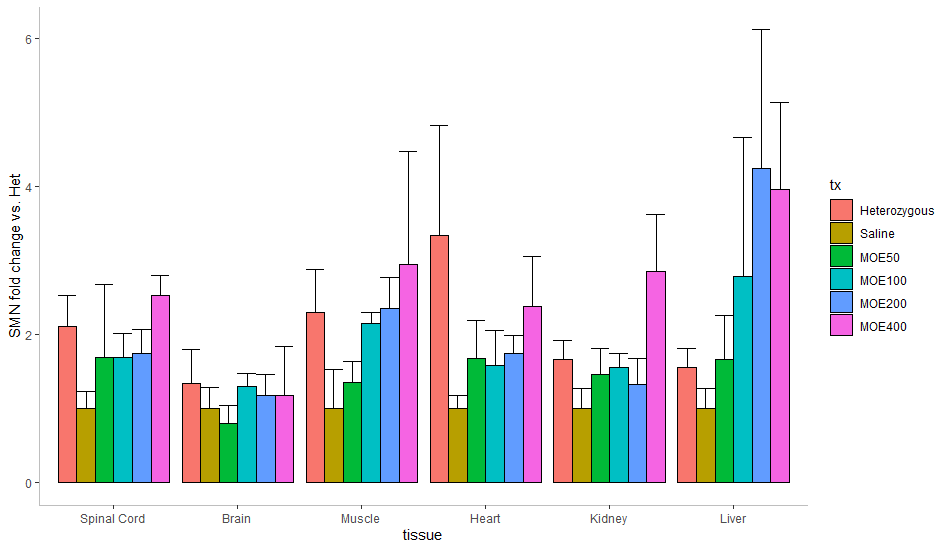 SMN fold change vs. Het
6
4
2
0
Spinal Cord Brain Muscle Heart Kidney Liver
tissue
tx
Heterozygous
Saline
MOE50
MOE100
MOE200
MOE400